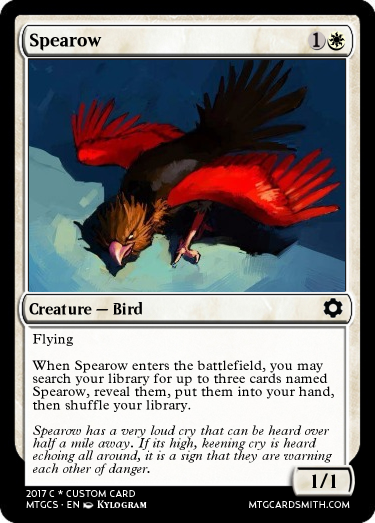 Spearow 1
Creature — Bird
Flying
When Spearow enters the battlefield, you may
search your library for up to three cards named
Spearow, reveal them, put them into your hand,
then shuffle your library.
Spearow has a very loud cry that can be heard over
half a mile away. If its high, keening cry is heard
echoing all around, it is a sign that they are warning
each other of danger.
1/1
2017 C * CUSTOM CARD
MTGCS • EN Kylogram
MTGCARDSMITH.COM